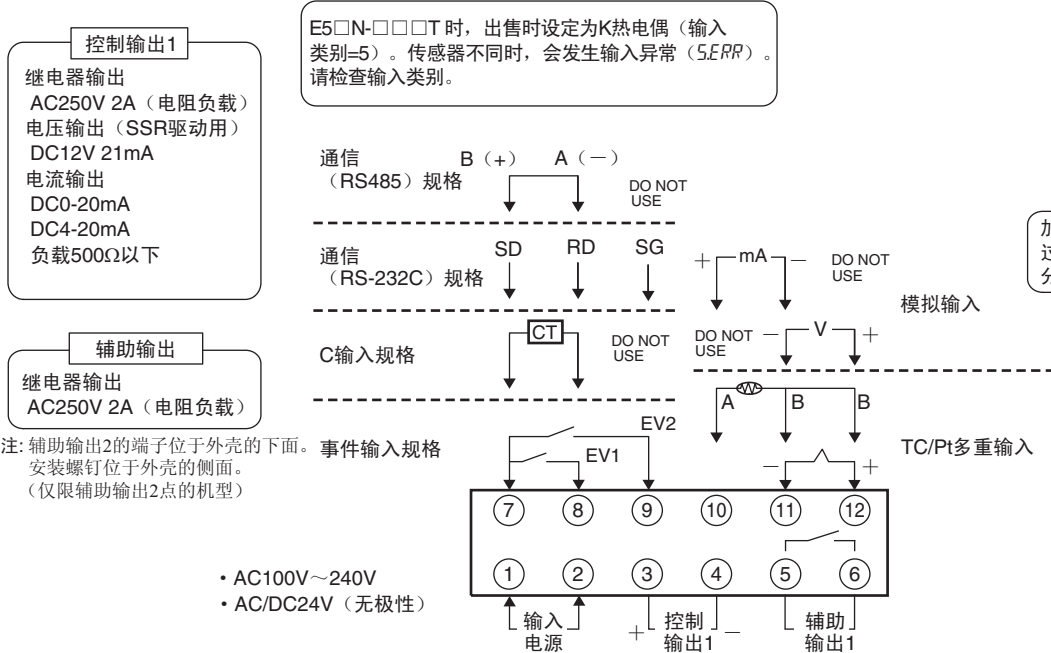 控制输出1
继电器输出
AC250V 2A（电阻负载）
电压输出（SSR驱动用）
DC12V 21mA
电流输出
DC0-20mA
DC4-20mA
负载500Ω以下
E5□N-□□□T 时，出售时设定为K热电偶（输入
类别=5）。传感器不同时，会发生输入异常（S.ERR）。
请检查输入类别。
辅助输出
继电器输出
AC250V 2A（电阻负载）
注: 辅助输出2的端子位于外壳的下面。
安装螺钉位于外壳的侧面。
（仅限辅助输出2点的机型）
通信
（RS485）规格
B（+） A（－）
DO NOT
USE
通信
（RS-232C）规格
SD RD SG
+ mA －
DO NOT
USE
模拟输入
C输入规格
CT
DO NOT
USE
DO NOT
USE
－ V +
A B B
TC/Pt多重输入
－ +
事件输入规格
EV2
EV1
7 8 9 10 11 12
1 2 3 4 5 6
・AC100V～240V
・AC/DC24V（无极性）
输入
电源
+ 控制
输出1 －
辅助
输出1